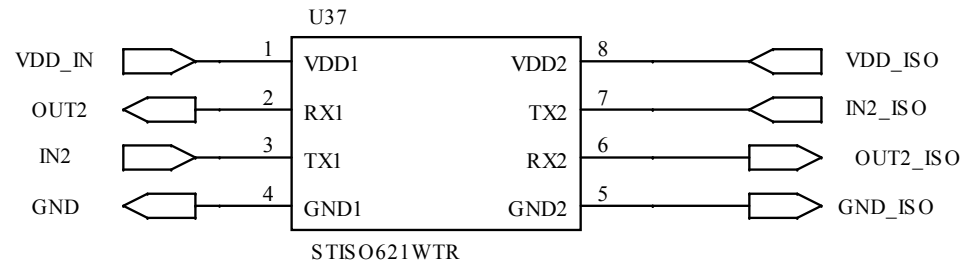 U37
VDD_IN 1 VDD1 VDD2 8 VDD_ISO
OUT2 2 RX1 TX2 7 IN2_ISO
IN2 3 TX1 RX2 6 OUT2_ISO
GND 4 GND1 GND2 5 GND_ISO
STISO621WTR